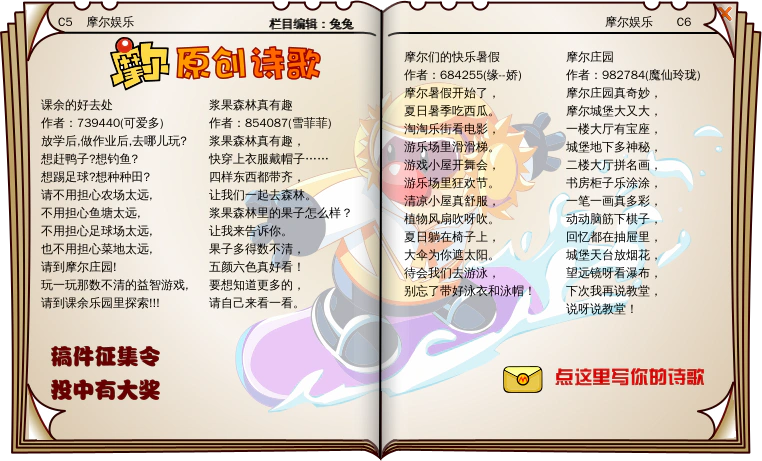 C5 摩尔娱乐
栏目编辑：兔兔
摩尔原创诗歌
课余的好去处
作者：739440(可爱多)
放学后,做作业后,去哪儿玩?
想赶鸭子?想钓鱼?
想踢足球?想种种田?
请不用担心农场太远,
不用担心鱼塘太远,
不用担心足球场太远,
也不用担心菜地太远,
请到摩尔庄园!
玩一玩那数不清的益智游戏,
请到课余乐园里探索!!!
浆果森林真有趣
作者：854087(雪菲菲)
浆果森林真有趣，
快穿上衣服戴帽子……
四样东西都带齐，
让我们一起去森林。
浆果森林里的果子怎么样？
让我来告诉你。
果子多得数不清，
五颜六色真好看！
要想知道更多的，
请自己来看一看。
稿件征集令
投中有大奖
摩尔娱乐 C6
摩尔们的快乐暑假
作者：684255(缘--娇)
摩尔暑假开始了，
夏日暑季吃西瓜。
淘淘乐街看电影，
游乐场里滑滑梯。
游戏小屋开舞会，
游乐场里狂欢节。
清凉小屋真舒服，
植物风扇吹呀吹。
夏日躺在椅子上，
大伞为你遮太阳。
待会我们去游泳，
别忘了带好泳衣和泳帽！
摩尔庄园
作者：982784(魔仙玲珑)
摩尔庄园真奇妙，
摩尔城堡大又大，
一楼大厅有宝座，
城堡地下多神秘，
二楼大厅拼名画，
书房柜子乐涂涂，
一笔一画真多彩，
动动脑筋下棋子，
回忆都在抽屉里，
城堡天台放烟花，
望远镜呀看瀑布，
下次我再说教堂，
说呀说教堂！
点这里写你的诗歌